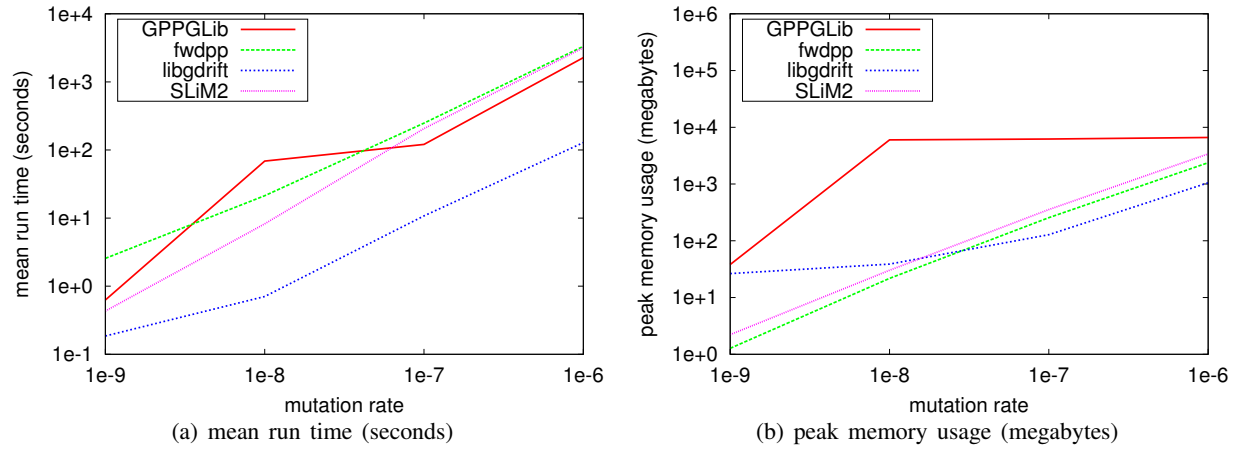 mean run time (seconds)
1e+4
1e+3
1e+2
1e+1
1e+0
1e-1
GPPGLib
fwdpp
libgdrift
SLiM2
1e-9 1e-8 1e-7 1e-6
mutation rate
(a) mean run time (seconds)
peak memory usage (megabytes)
1e+6
1e+5
1e+4
1e+3
1e+2
1e+1
1e+0
GPPGLib
fwdpp
libgdrift
SLiM2
1e-9 1e-8 1e-7 1e-6
mutation rate
(b) peak memory usage (megabytes)